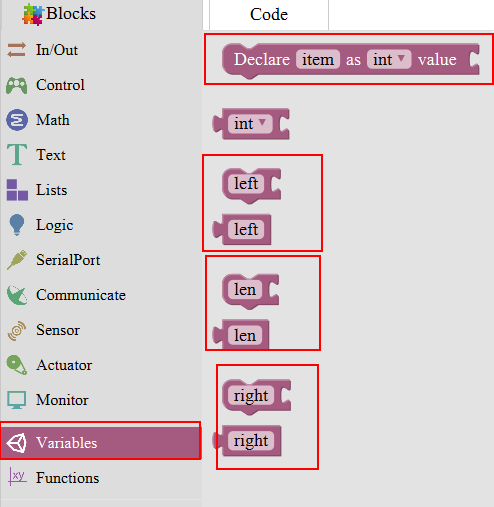 Blocks
Code
In/Out
Control
Math
Text
Lists
Logic
SerialPort
Communicate
Sensor
Actuator
Monitor
Variables
xy
Functions
Declare item as int value
int
left
left
len
len
right
right